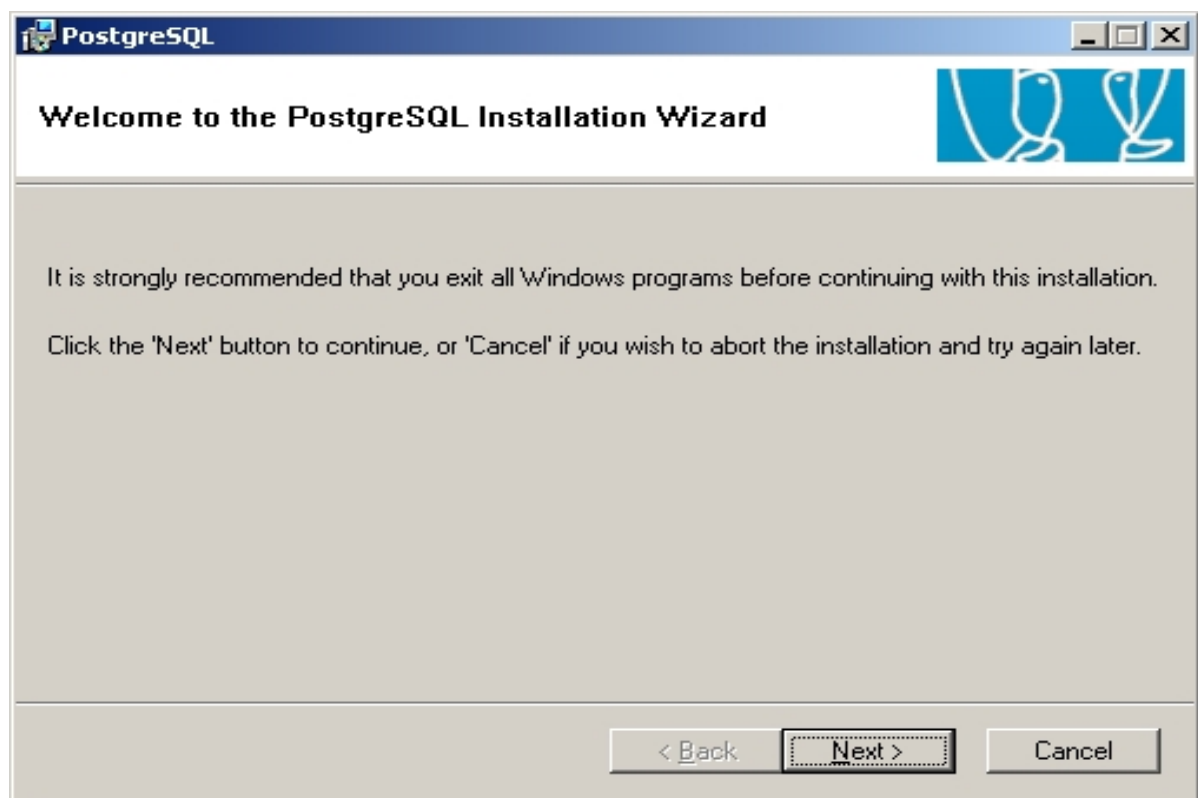 PostgreSQL
Welcome to the PostgreSQL Installation Wizard
It is strongly recommended that you exit all Windows programs before continuing with this installation.
Click the 'Next' button to continue, or 'Cancel' if you wish to abort the installation and try again later.
< Back
Next >
Cancel